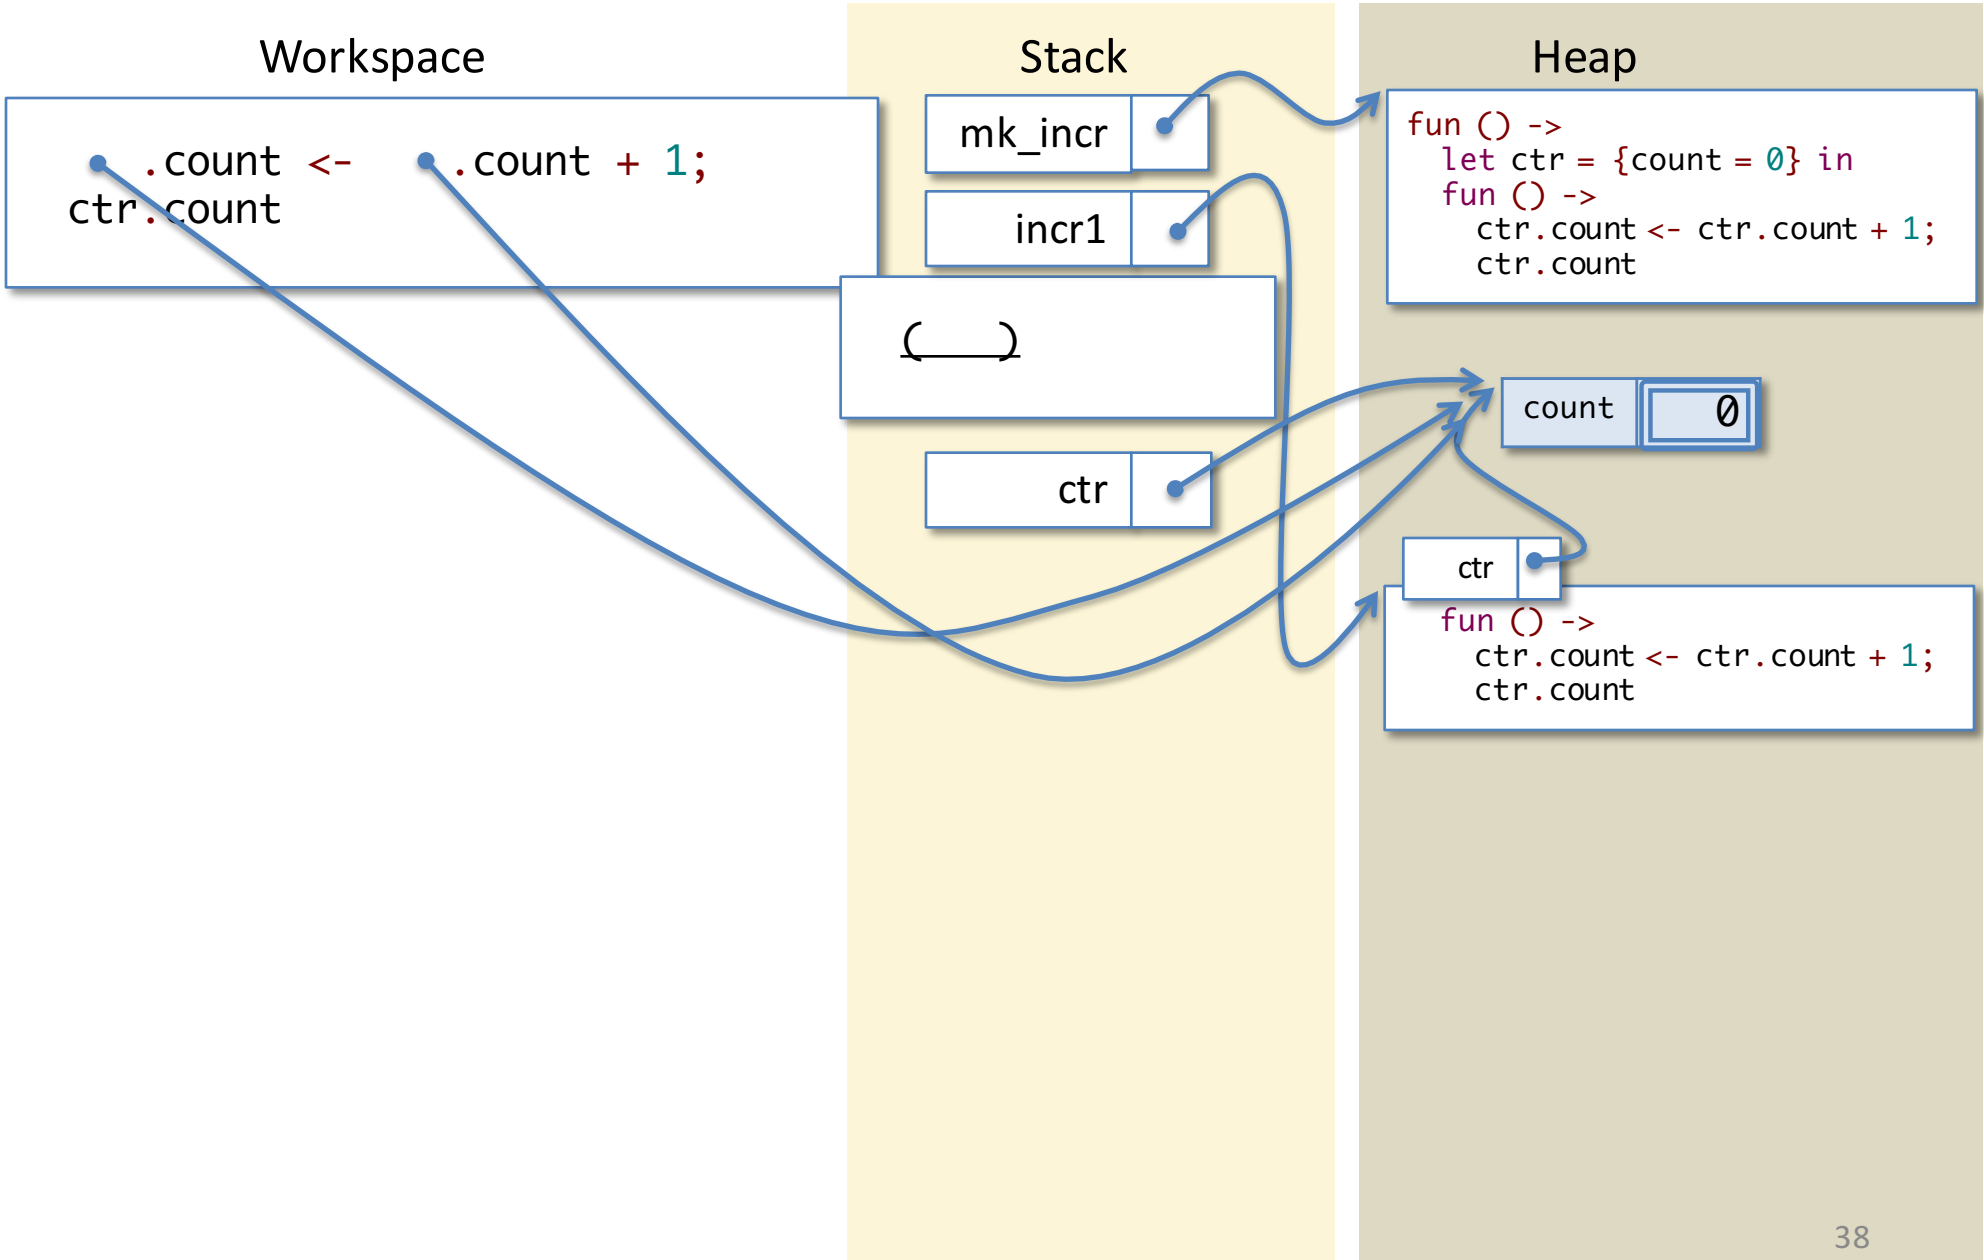 Workspace
Stack
Heap
.count <- .count + 1;
ctr.count
mk_incr
incr1
( )
ctr
fun () ->
let ctr = {count = 0} in
fun () ->
ctr.count <- ctr.count + 1;
ctr.count
count 0
ctr
fun () ->
ctr.count <- ctr.count + 1;
ctr.count
38